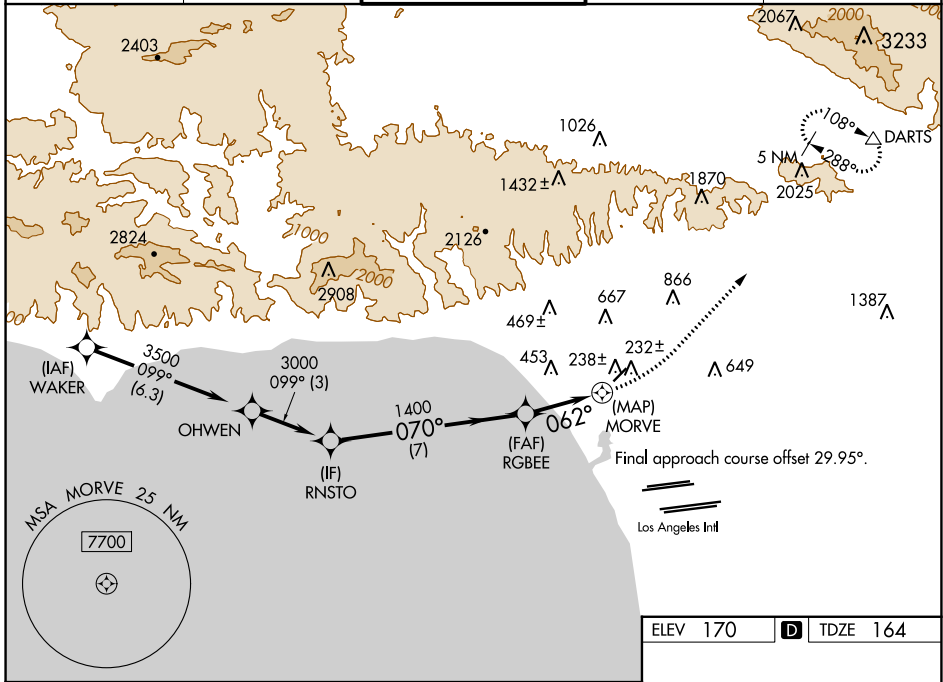 2067
2000
3233
2403
108°
DARTS
1026
5 NM
288°
1432±
1870
2025
1000
2824
2126
2000
2908
866
667
469±
1387
3500
099°
(6.3)
(IAF)
WAKER
3000
099° (3)
453
238±
232±
649
1400
070°
(7)
062°
(MAP)
MORVE
OHWEN
(FAF)
RGBEE
(IF)
RNSTO
Final approach course offset 29.95°.
MSA MORVE 25 NM
7700
Los Angeles Intl
ELEV 170
D
TDZE 164